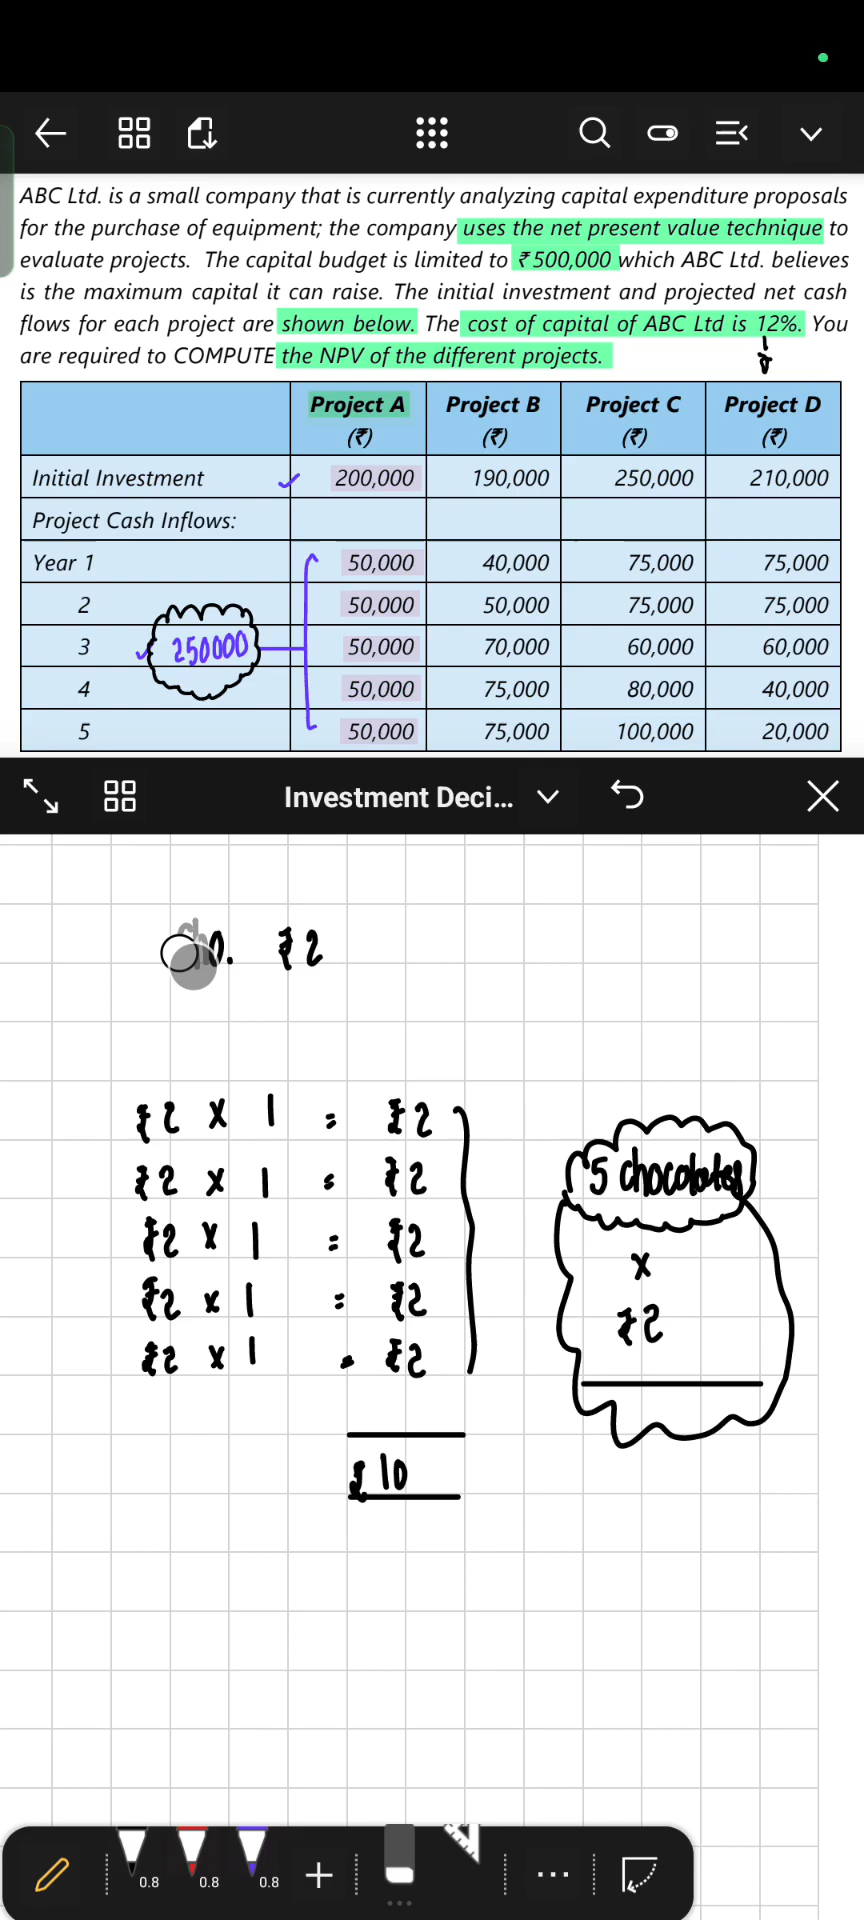 ABC Ltd. is a small company that is currently analyzing capital expenditure proposals
for the purchase of equipment; the company uses the net present value technique to
evaluate projects. The capital budget is limited to ₹500,000 which ABC Ltd. believes
is the maximum capital it can raise. The initial investment and projected net cash
flows for each project are shown below. The cost of capital of ABC Ltd is 12%. You
are required to COMPUTE the NPV of the different projects.
Project A (₹) Project B (₹) Project C (₹) Project D (₹)
Initial Investment 200,000 190,000 250,000 210,000
Project Cash Inflows:
Year 1 50,000 40,000 75,000 75,000
2 50,000 50,000 75,000 75,000
3 250000 50,000 70,000 60,000 60,000
4 50,000 75,000 80,000 40,000
5 50,000 75,000 100,000 20,000
Investment Deci...
₹2
₹2 x 1 = ₹2
₹2 x 1 = ₹2
₹2 x 1 = ₹2
₹2 x 1 = ₹2
₹2 x 1 = ₹2
₹10
5 chocolates
x
₹2
0.8 0.8 0.8